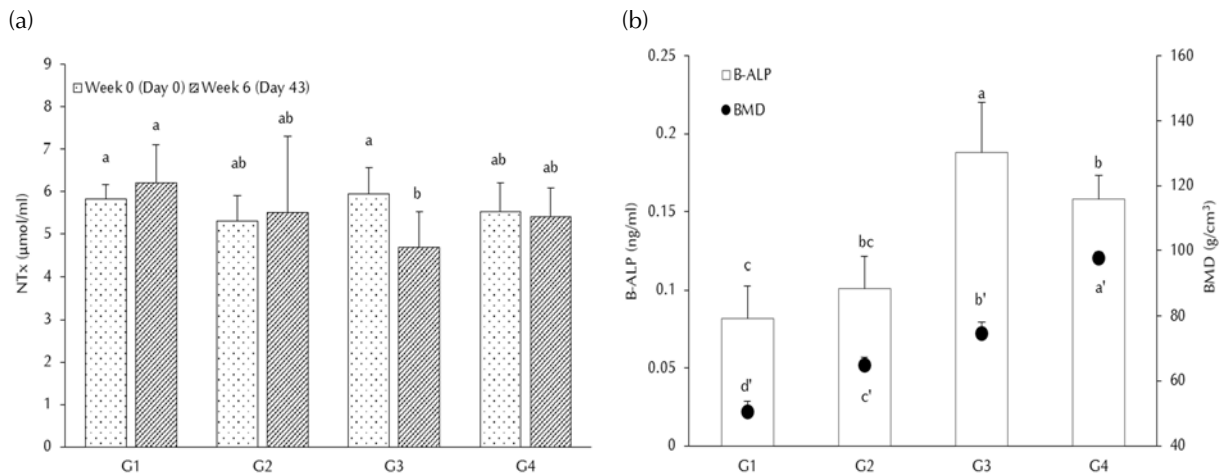 (a)
9
8
7
6
5
4
3
2
1
0
NTx (μmol/ml)
Week 0 (Day 0) Week 6 (Day 43)
a a ab ab a b ab ab
G1 G2 G3 G4
(b)
0.25
0.2
0.15
0.1
0.05
0
B-ALP (ng/ml)
B-ALP
BMD
c bc a b
d' c' b' a'
160
140
120
100
80
60
40
BMD (g/cm³)
G1 G2 G3 G4